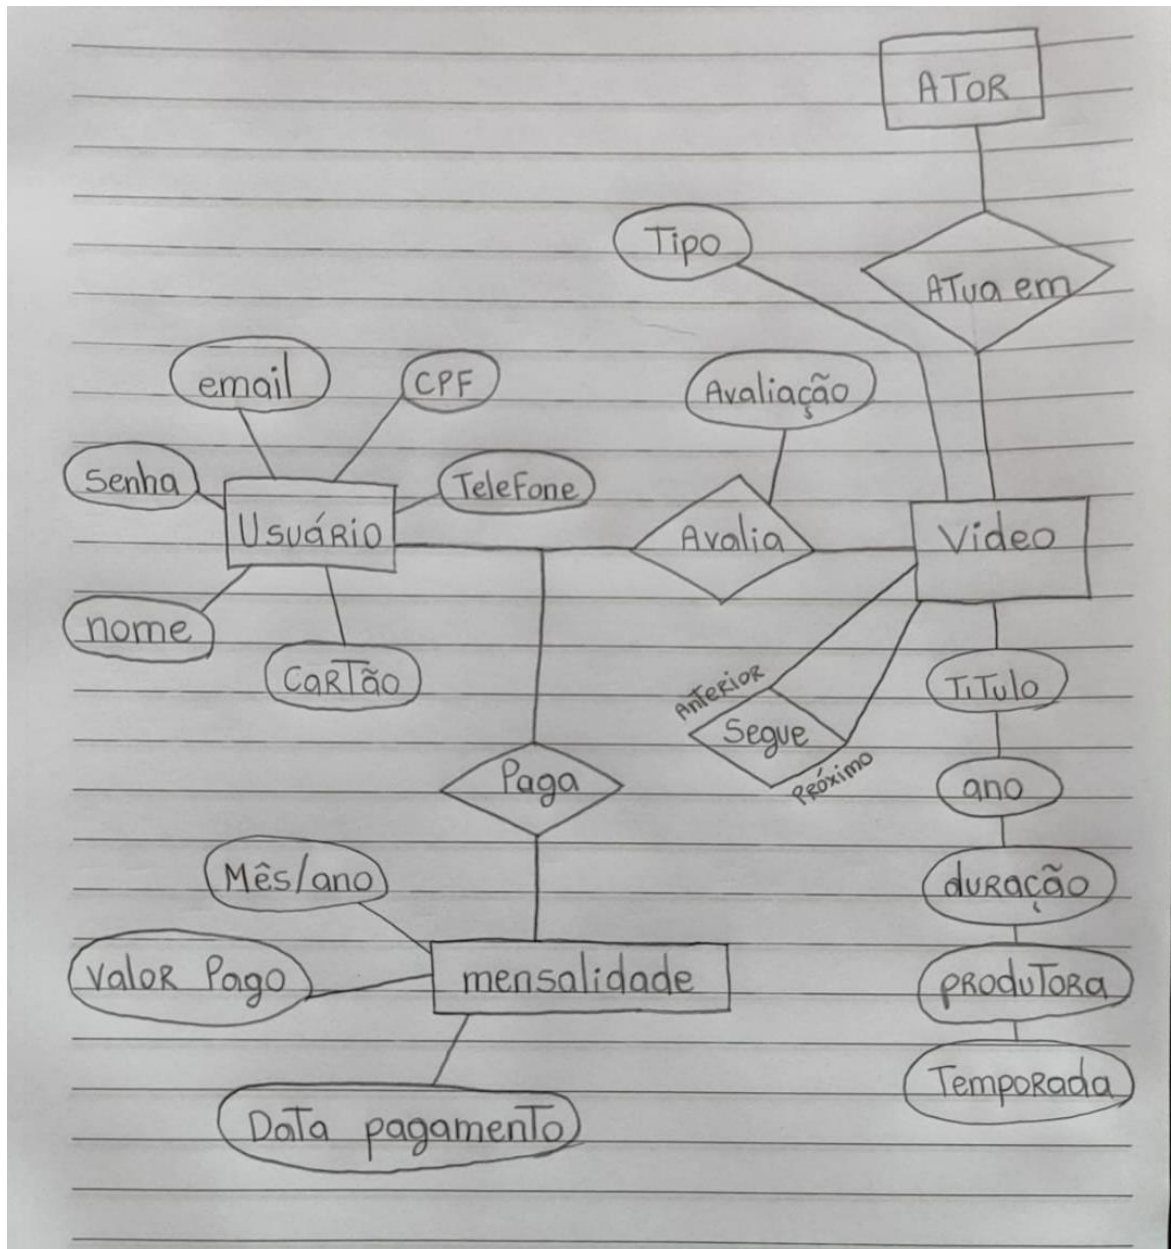 ATOR
Tipo
ATua em
email
CPF
Avaliação
Senha
TeleFone
Usuário
Avalia
Video
nome
CaRTão
AnTeRioR
Segue
PRóximo
TiTulo
Paga
ano
Mês/ano
duRação
valoR Pago
mensalidade
pRoduToRa
TempoRada
DaTa pagamenTo